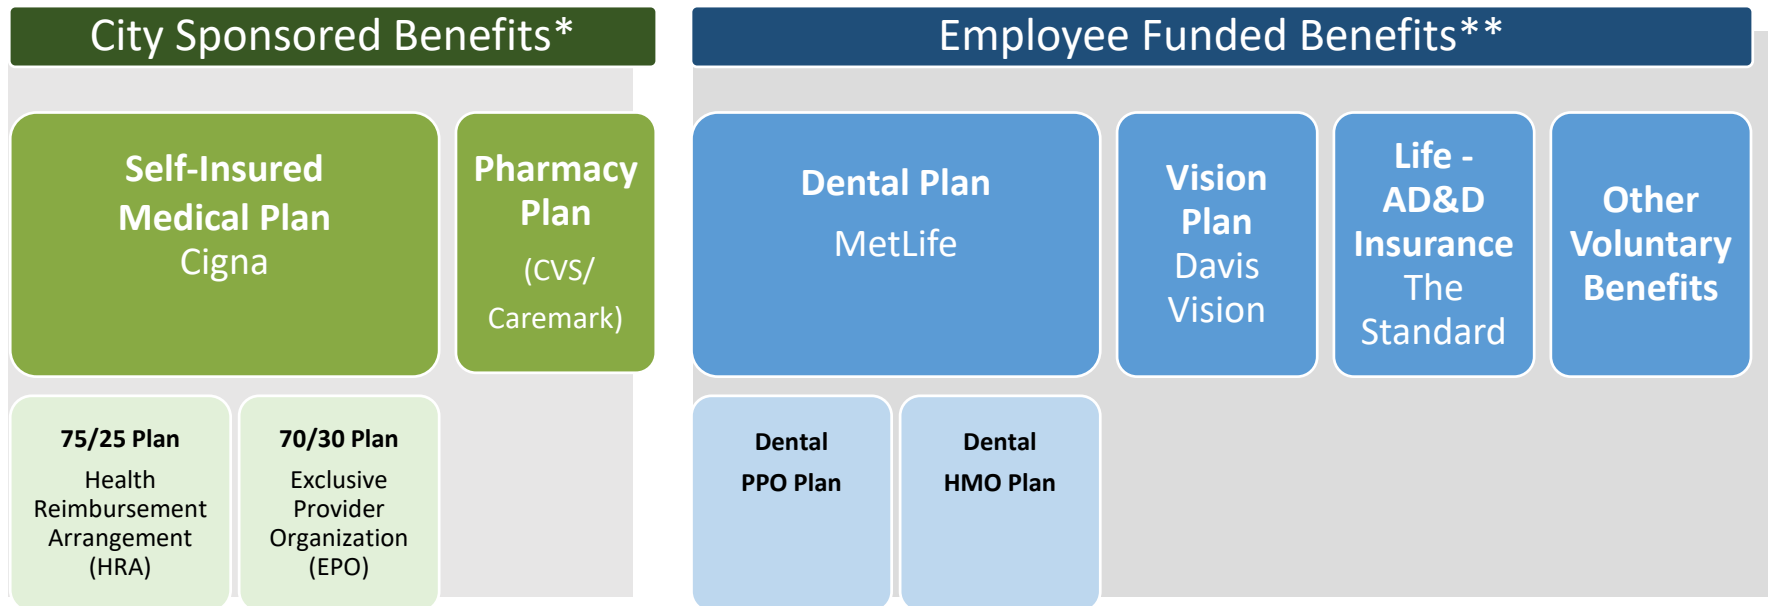 City Sponsored Benefits*
Employee Funded Benefits**
Self-Insured
Medical Plan
Cigna
Pharmacy
Plan
(CVS/
Caremark)
Dental Plan
MetLife
Vision
Plan
Davis
Vision
Life -
AD&D
Insurance
The
Standard
Other
Voluntary
Benefits
75/25 Plan
Health
Reimbursement
Arrangement
(HRA)
70/30 Plan
Exclusive
Provider
Organization
(EPO)
Dental
PPO Plan
Dental
HMO Plan